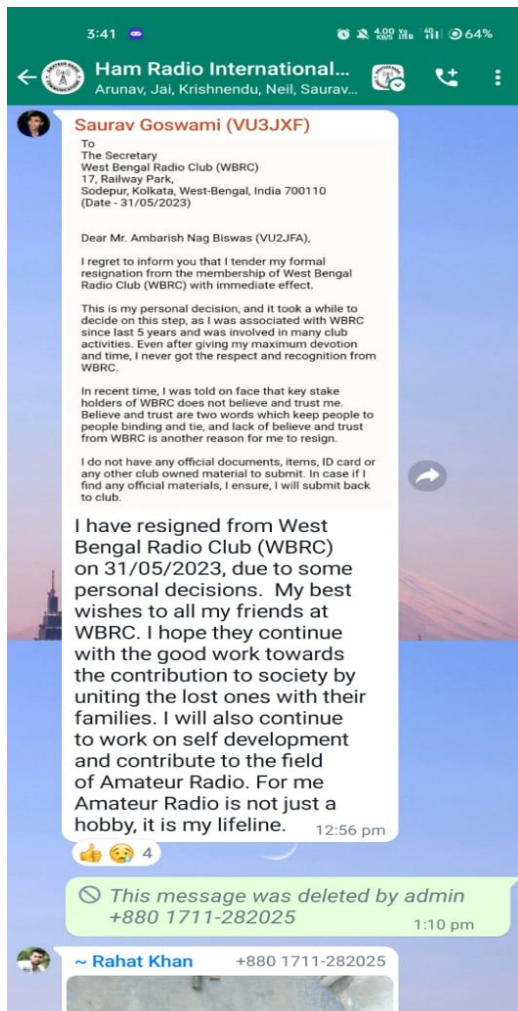 3:41
4.00 KB/S Vo LTE 4G 64%
Ham Radio International...
Arunav, Jai, Krishnendu, Neil, Saurav...
Saurav Goswami (VU3JXF)
To
The Secretary
West Bengal Radio Club (WBRC)
17, Railway Park,
Sodepur, Kolkata, West-Bengal, India 700110
(Date - 31/05/2023)
Dear Mr. Ambarish Nag Biswas (VU2JFA),
I regret to inform you that I tender my formal
resignation from the membership of West Bengal
Radio Club (WBRC) with immediate effect.
This is my personal decision, and it took a while to
decide on this step, as I was associated with WBRC
since last 5 years and was involved in many club
activities. Even after giving my maximum devotion
and time, I never got the respect and recognition from
WBRC.
In recent time, I was told on face that key stake
holders of WBRC does not believe and trust me.
Believe and trust are two words which keep people to
people binding and tie, and lack of believe and trust
from WBRC is another reason for me to resign.
I do not have any official documents, items, ID card or
any other club owned material to submit. In case if I
find any official materials, I ensure, I will submit back
to club.
I have resigned from West
Bengal Radio Club (WBRC)
on 31/05/2023, due to some
personal decisions. My best
wishes to all my friends at
WBRC. I hope they continue
with the good work towards
the contribution to society by
uniting the lost ones with their
families. I will also continue
to work on self development
and contribute to the field
of Amateur Radio. For me
Amateur Radio is not just a
hobby, it is my lifeline. 12:56 pm
👍 😢 4
This message was deleted by admin
+880 1711-282025 1:10 pm
~ Rahat Khan +880 1711-282025